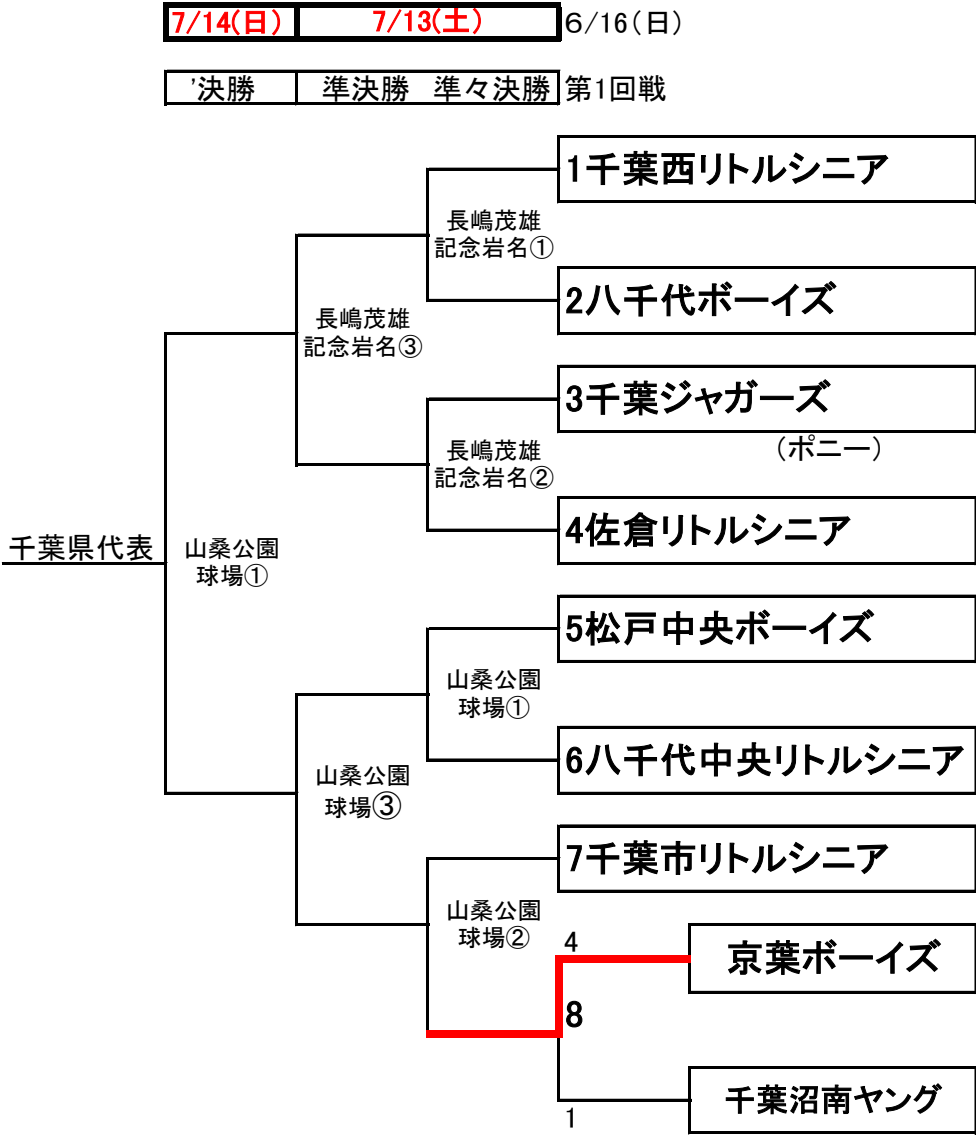 7/14(日) 7/13(土) 6/16(日)
'決勝 準決勝 準々決勝 第1回戦
1千葉西リトルシニア
長嶋茂雄
記念岩名①
2八千代ボーイズ
長嶋茂雄
記念岩名③
3千葉ジャガーズ
(ポニー)
長嶋茂雄
記念岩名②
4佐倉リトルシニア
千葉県代表
山桑公園
球場①
5松戸中央ボーイズ
山桑公園
球場①
6八千代中央リトルシニア
山桑公園
球場③
7千葉市リトルシニア
山桑公園
球場②
4
京葉ボーイズ
8
千葉沼南ヤング
1